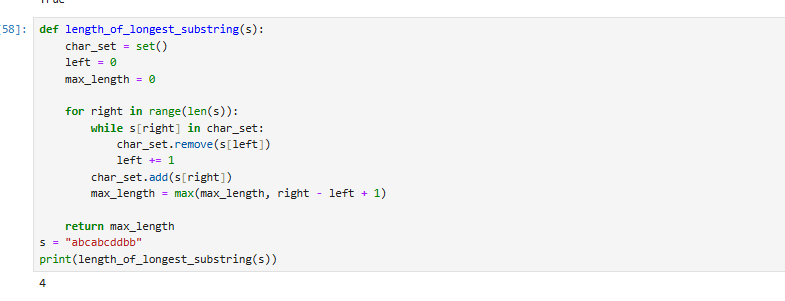 True
[58]: def length_of_longest_substring(s):
    char_set = set()
    left = 0
    max_length = 0

    for right in range(len(s)):
        while s[right] in char_set:
            char_set.remove(s[left])
            left += 1
        char_set.add(s[right])
        max_length = max(max_length, right - left + 1)

    return max_length
s = "abcabcddbb"
print(length_of_longest_substring(s))
4